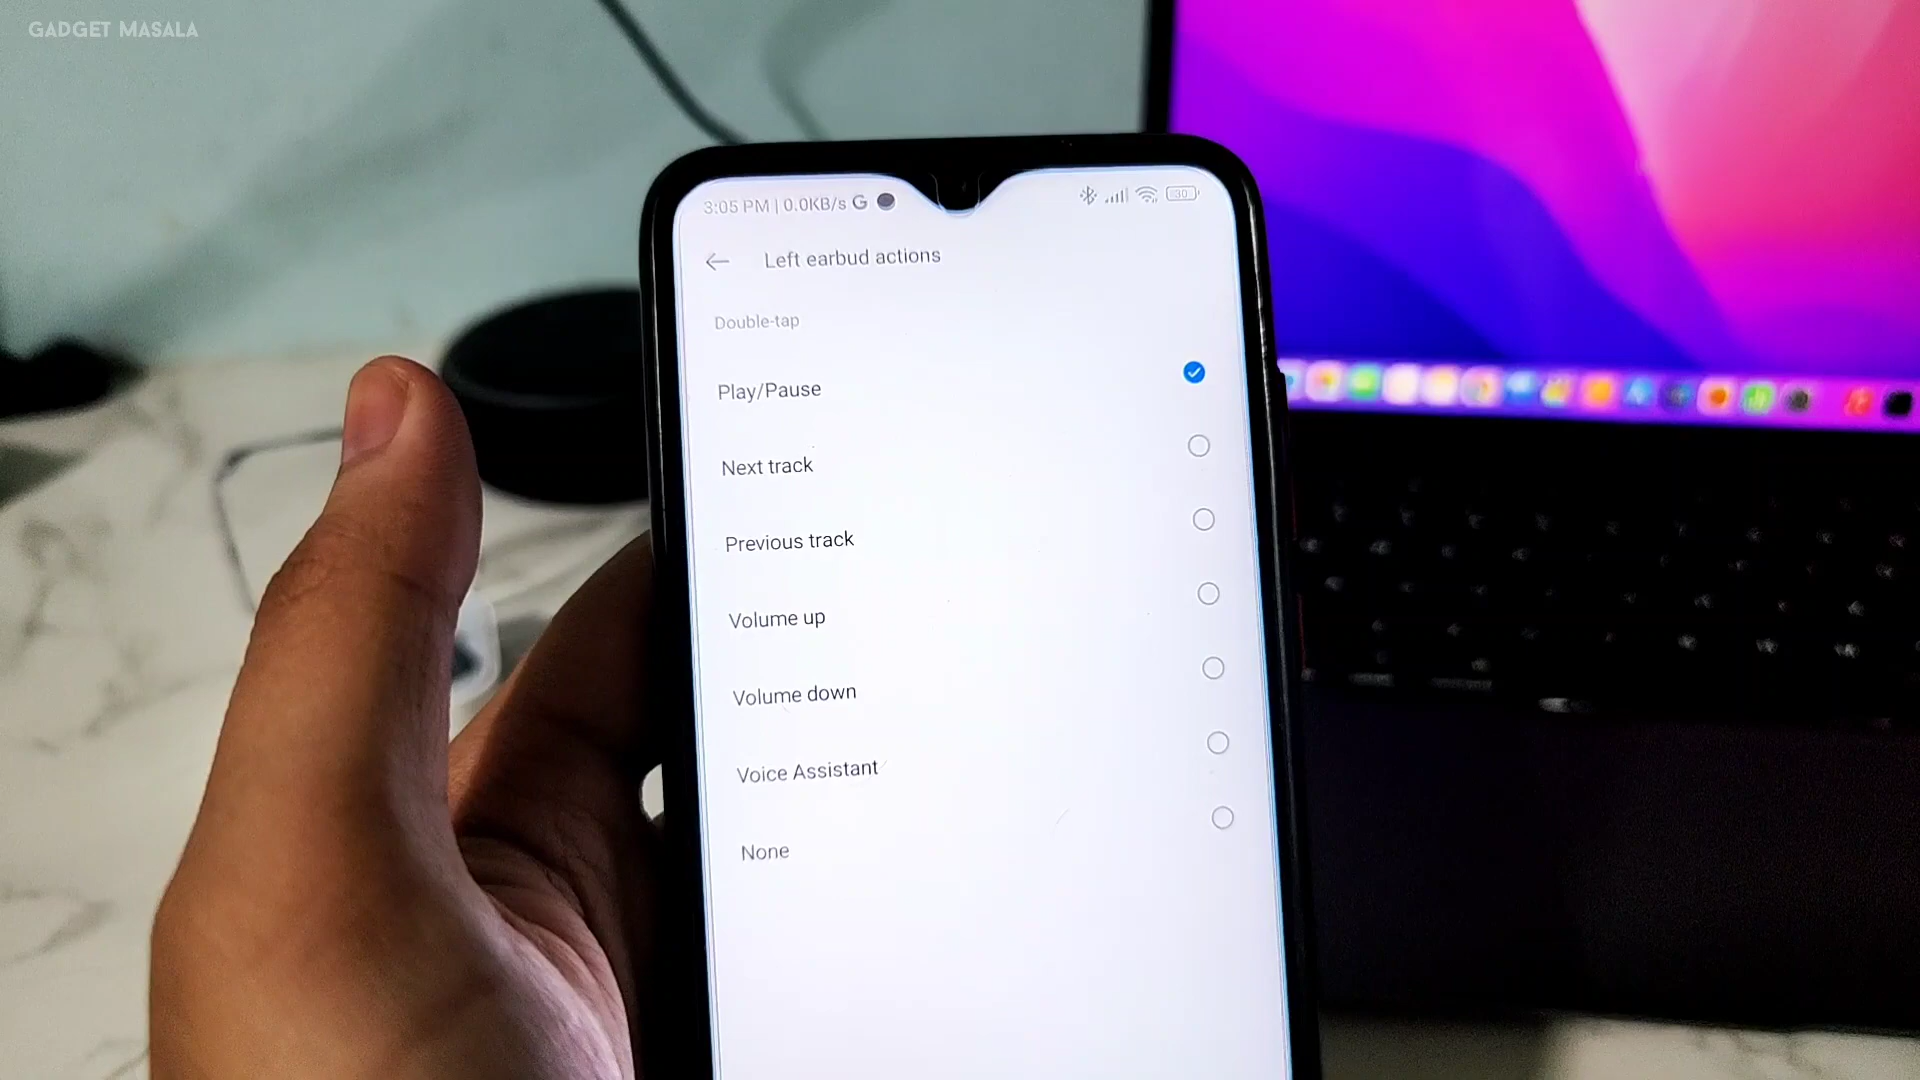 GADGET MASALA
3:05 PM | 0.0KB/s G
30
Left earbud actions
Double-tap
Play/Pause
Next track
Previous track
Volume up
Volume down
Voice Assistant
None